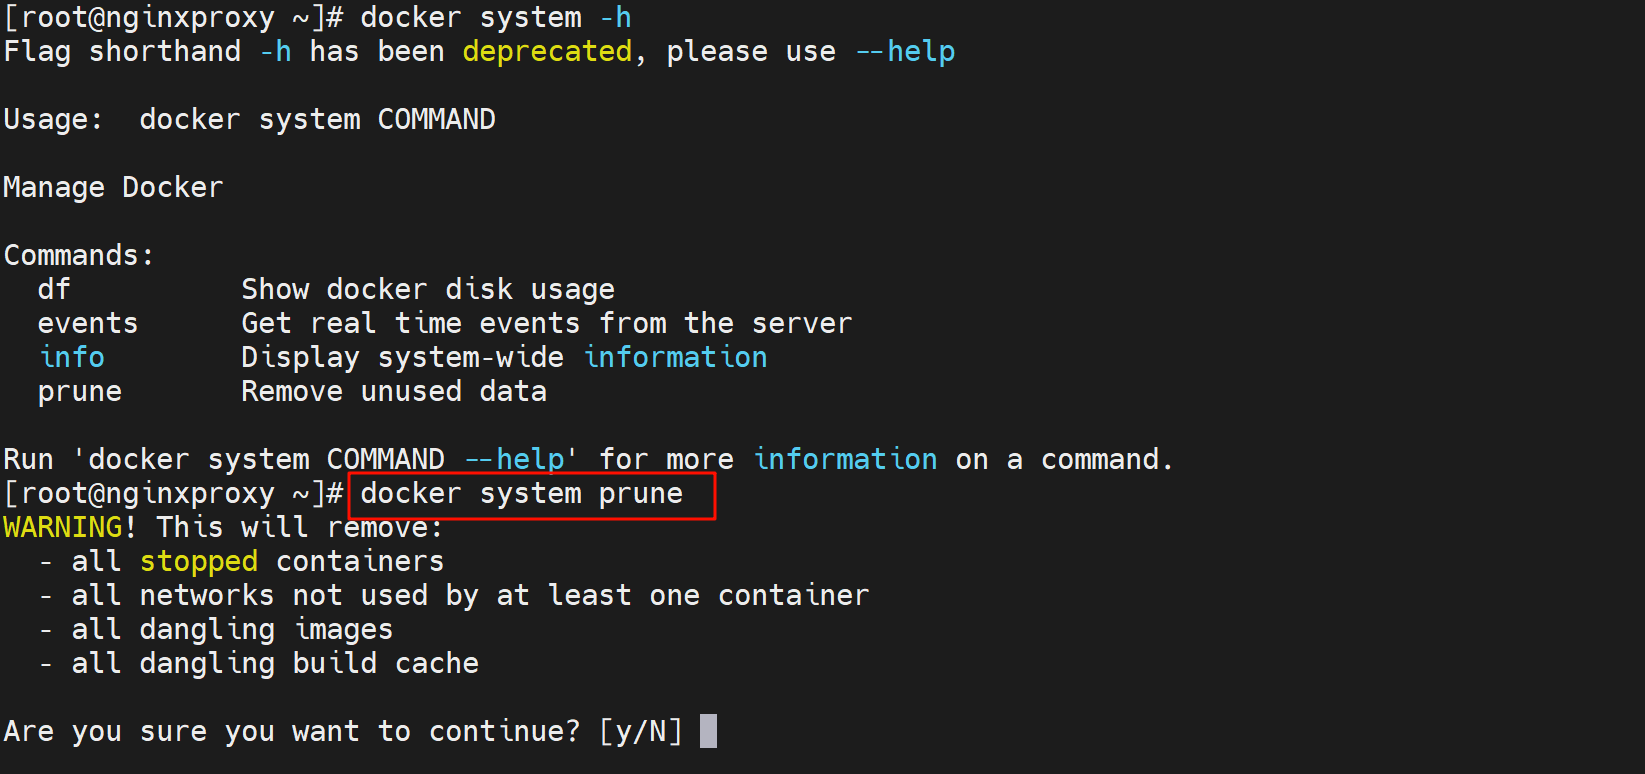 [root@nginxproxy ~]# docker system -h
Flag shorthand -h has been deprecated, please use --help
Usage:  docker system COMMAND
Manage Docker
Commands:
  df          Show docker disk usage
  events      Get real time events from the server
  info        Display system-wide information
  prune       Remove unused data
Run 'docker system COMMAND --help' for more information on a command.
[root@nginxproxy ~]# docker system prune
WARNING! This will remove:
  - all stopped containers
  - all networks not used by at least one container
  - all dangling images
  - all dangling build cache
Are you sure you want to continue? [y/N]